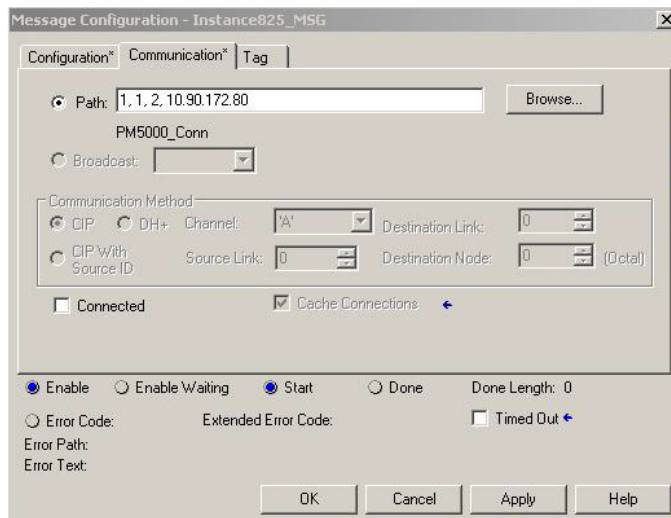 Message Configuration - Instance825_MSG
Configuration* Communication* Tag
Path: 1, 1, 2, 10.90.172.80 Browse...
PM5000_Conn
Broadcast:
Communication Method
CIP DH+ Channel: 'A' Destination Link: 0
CIP With Source ID Source Link: 0 Destination Node: 0 (Octal)
Connected Cache Connections
Enable Enable Waiting Start Done Done Length: 0
Error Code: Extended Error Code: Timed Out
Error Path:
Error Text:
OK Cancel Apply Help